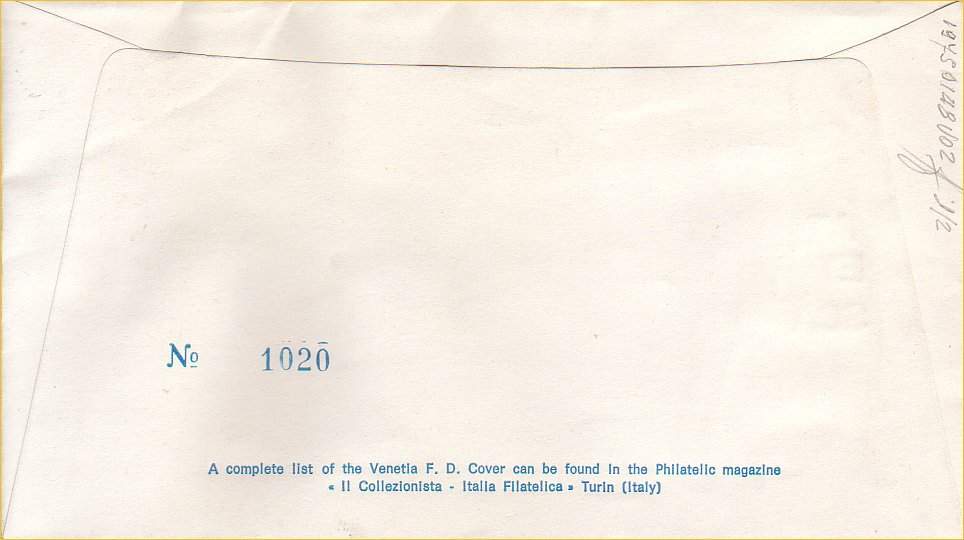 Nº 1020
A complete list of the Venetia F. D. Cover can be found in the Philatelic magazine
« Il Collezionista - Italia Filatelica » Turin (Italy)